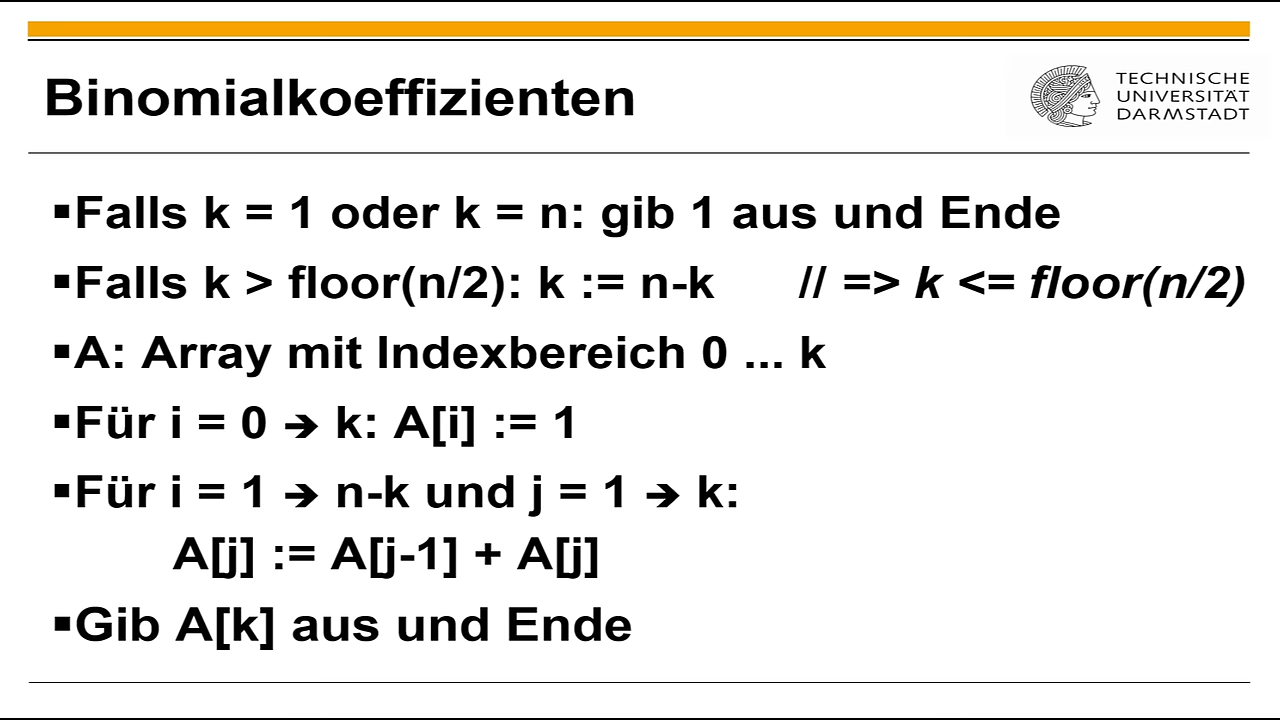 Binomialkoeffizienten
TECHNISCHE
UNIVERSITÄT
DARMSTADT
▪Falls k = 1 oder k = n: gib 1 aus und Ende
▪Falls k > floor(n/2): k := n-k // => k <= floor(n/2)
▪A: Array mit Indexbereich 0 ... k
▪Für i = 0 ➔ k: A[i] := 1
▪Für i = 1 ➔ n-k und j = 1 ➔ k:
A[j] := A[j-1] + A[j]
▪Gib A[k] aus und Ende